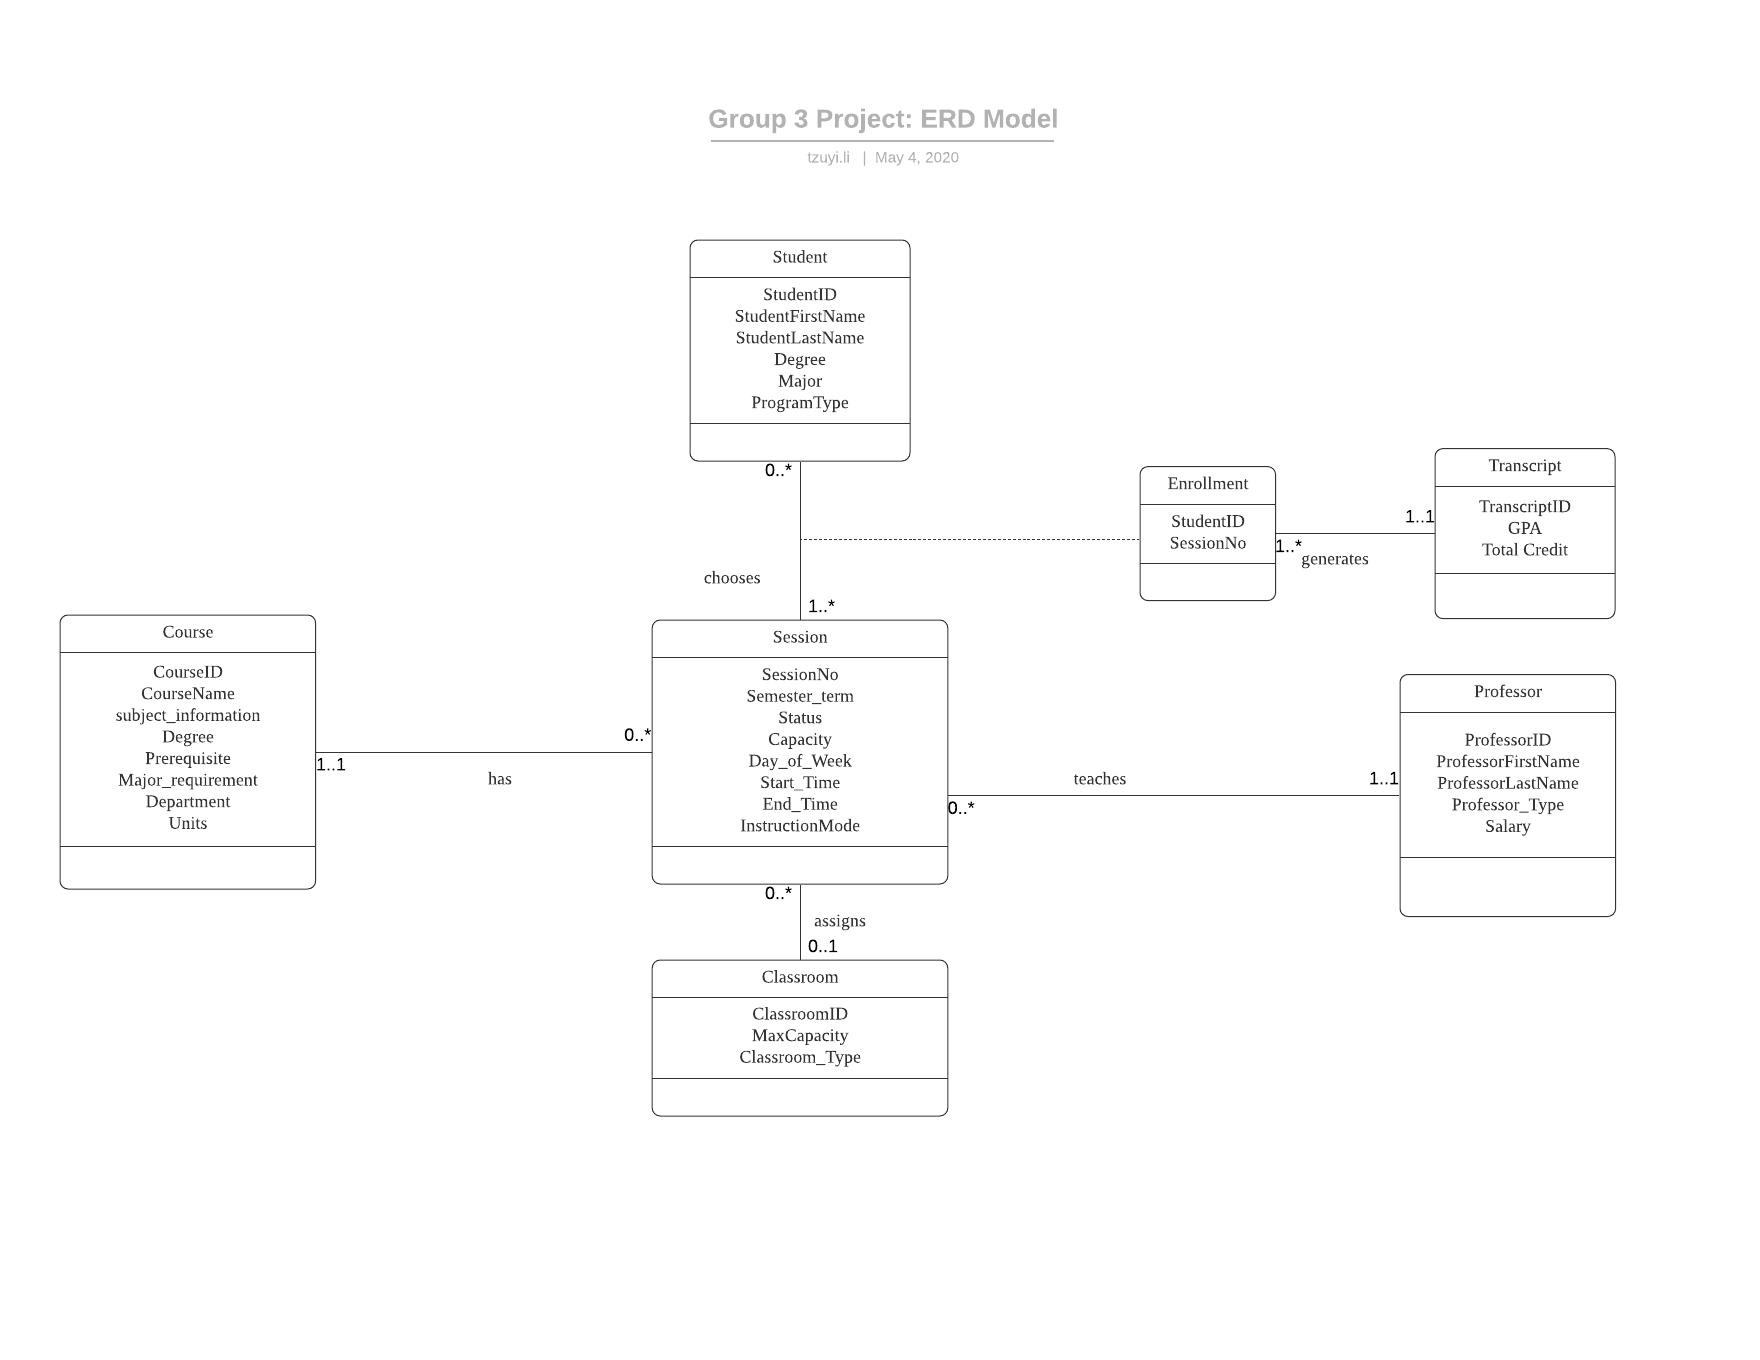 Group 3 Project: ERD Model
tzuyi.li | May 4, 2020
Student
StudentID
StudentFirstName
StudentLastName
Degree
Major
ProgramType
0..*
chooses
1..*
Enrollment
StudentID
SessionNo
1..*
generates
1..1
Transcript
TranscriptID
GPA
Total Credit
Course
CourseID
CourseName
subject_information
Degree
Prerequisite
Major_requirement
Department
Units
1..1
has
0..*
Session
SessionNo
Semester_term
Status
Capacity
Day_of_Week
Start_Time
End_Time
InstructionMode
0..*
teaches
1..1
Professor
ProfessorID
ProfessorFirstName
ProfessorLastName
Professor_Type
Salary
0..*
assigns
0..1
Classroom
ClassroomID
MaxCapacity
Classroom_Type